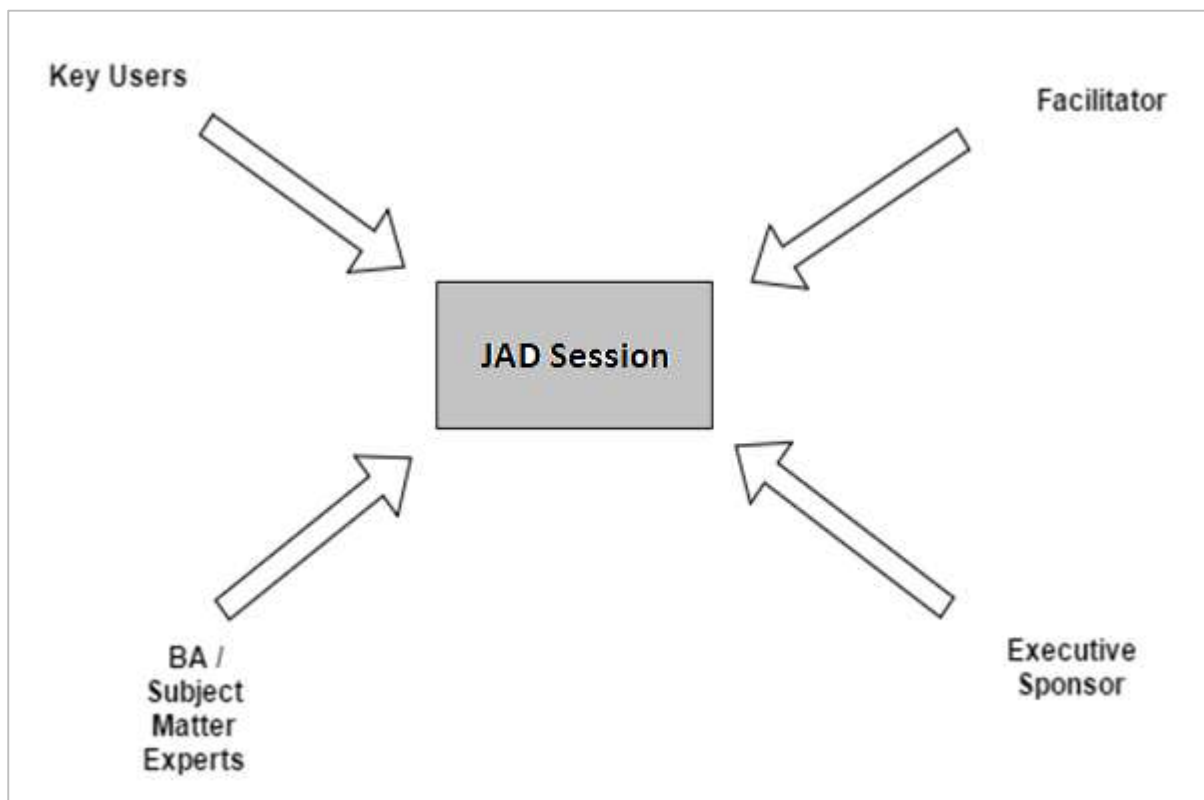 Key Users
Facilitator
JAD Session
BA /
Subject
Matter
Experts
Executive
Sponsor